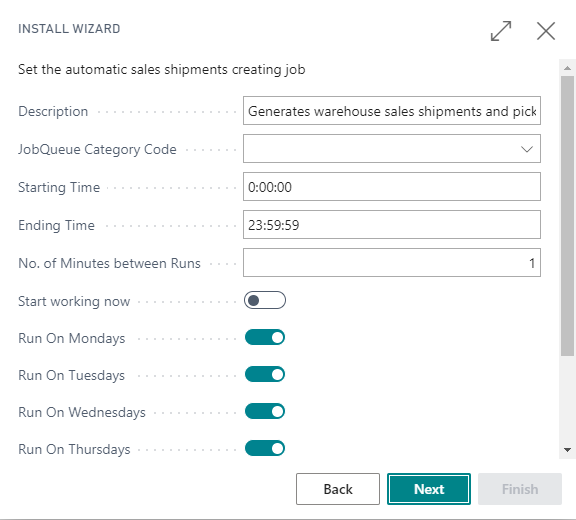 INSTALL WIZARD
Set the automatic sales shipments creating job
Description
Generates warehouse sales shipments and pick
JobQueue Category Code
Starting Time
0:00:00
Ending Time
23:59:59
No. of Minutes between Runs
1
Start working now
Run On Mondays
Run On Tuesdays
Run On Wednesdays
Run On Thursdays
Back
Next
Finish